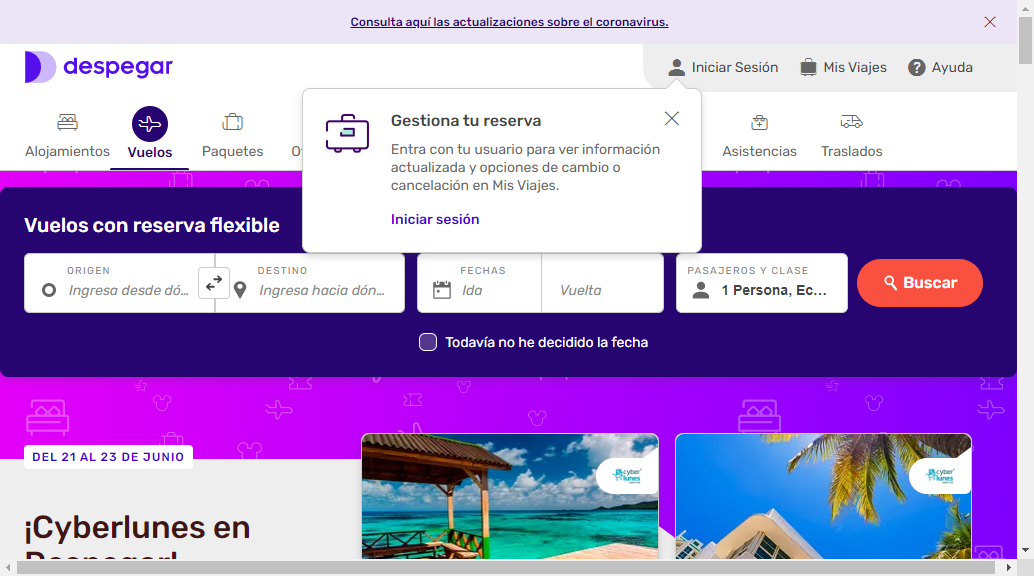 Consulta aquí las actualizaciones sobre el coronavirus.
despegar
Iniciar Sesión
Mis Viajes
Ayuda
Alojamientos
Vuelos
Paquetes
Asistencias
Traslados
Gestiona tu reserva
Entra con tu usuario para ver información
actualizada y opciones de cambio o
cancelación en Mis Viajes.
Iniciar sesión
Vuelos con reserva flexible
ORIGEN
Ingresa desde dó...
DESTINO
Ingresa hacia dón...
FECHAS
Ida
Vuelta
PASAJEROS Y CLASE
1 Persona, Ec...
Buscar
Todavía no he decidido la fecha
DEL 21 AL 23 DE JUNIO
¡Cyberlunes en
Despegar!
cyber
lunes
cyber
lunes